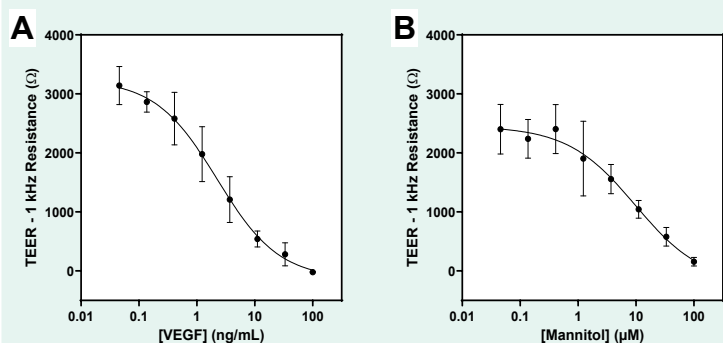 A
4000
3000
2000
1000
0
TEER - 1 kHz Resistance (Ω)
0.01 0.1 1 10 100
[VEGF] (ng/mL)
B
4000
3000
2000
1000
0
TEER - 1 kHz Resistance (Ω)
0.01 0.1 1 10 100
[Mannitol] (µM)